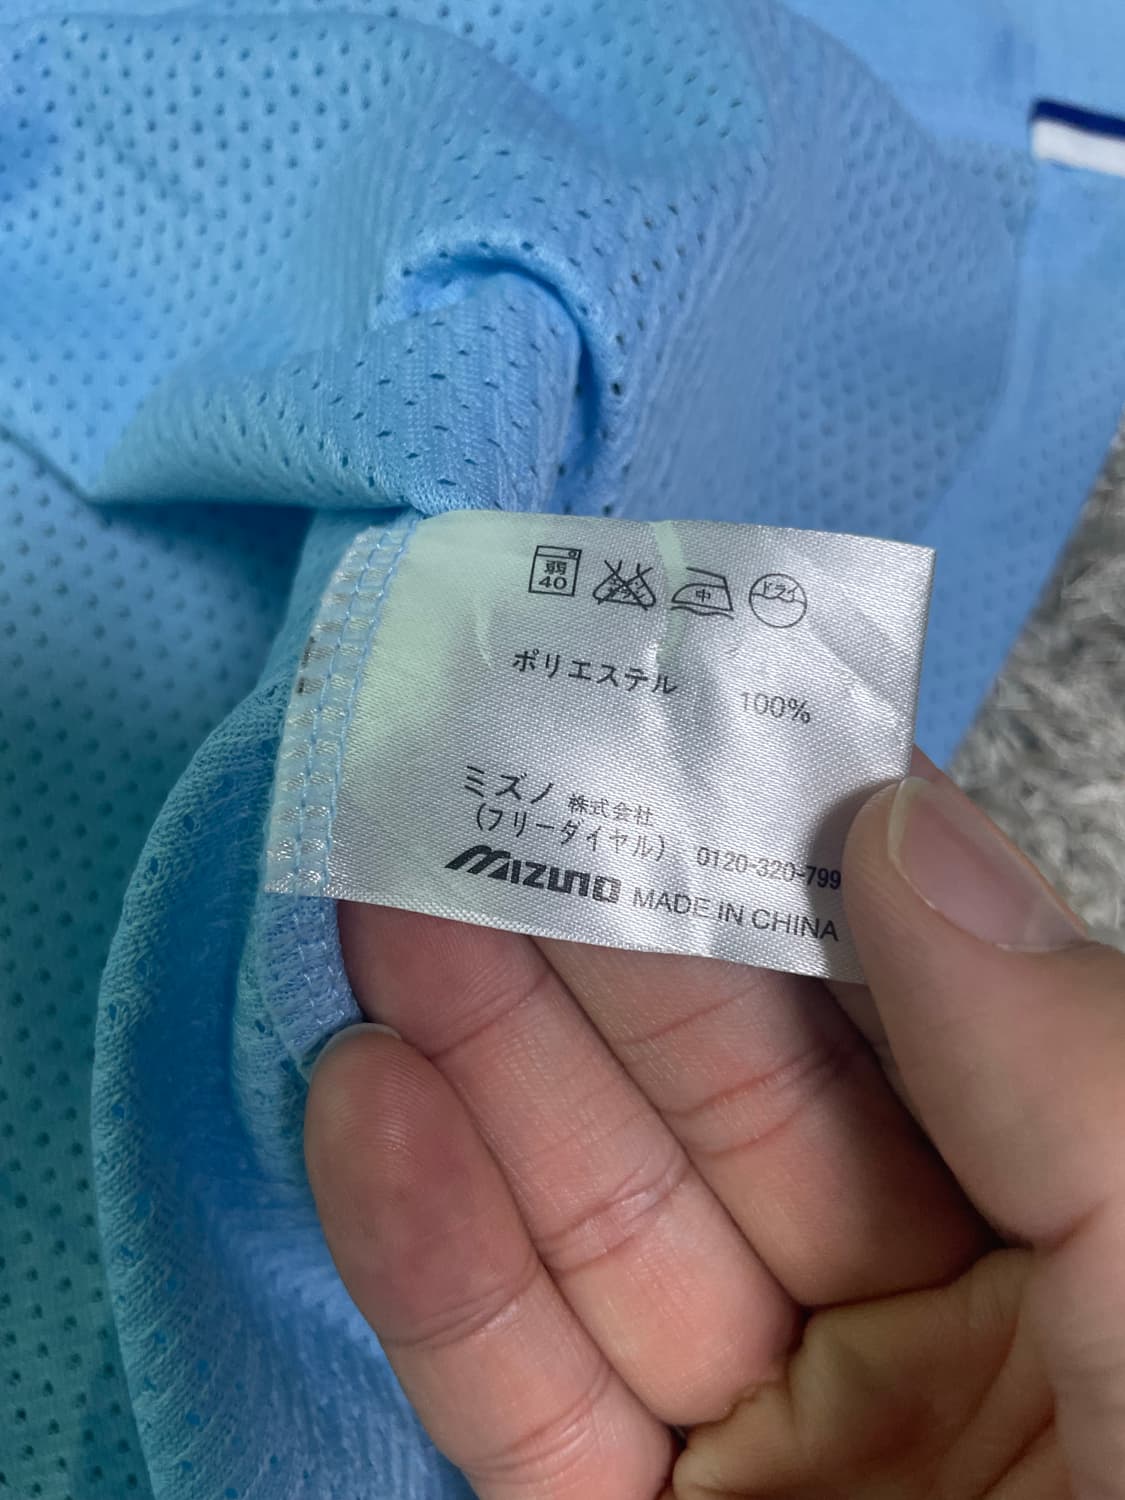 弱
40
中
ドライ
ポリエステル 100%
ミズノ 株式会社
(フリーダイヤル) 0120-320-799
MIZUNO MADE IN CHINA